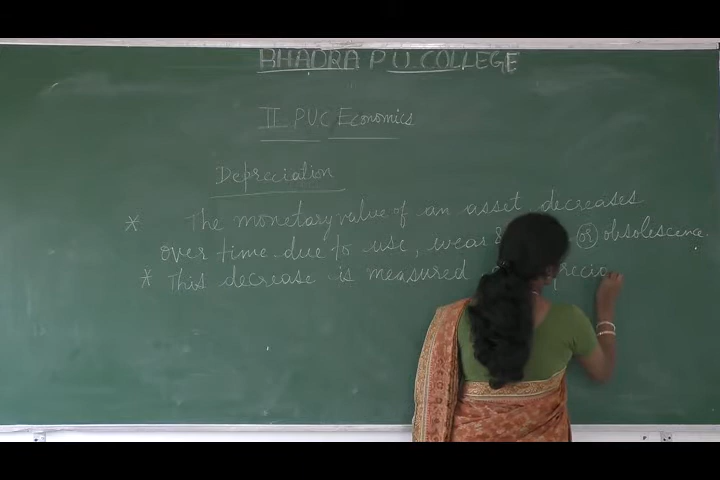 BHADRA P U COLLEGE
II P.U.C Economics
Depreciation
* The monetary value of an asset decreases
over time due to use, wear & (or) obsolescence.
* This decrease is measured recia